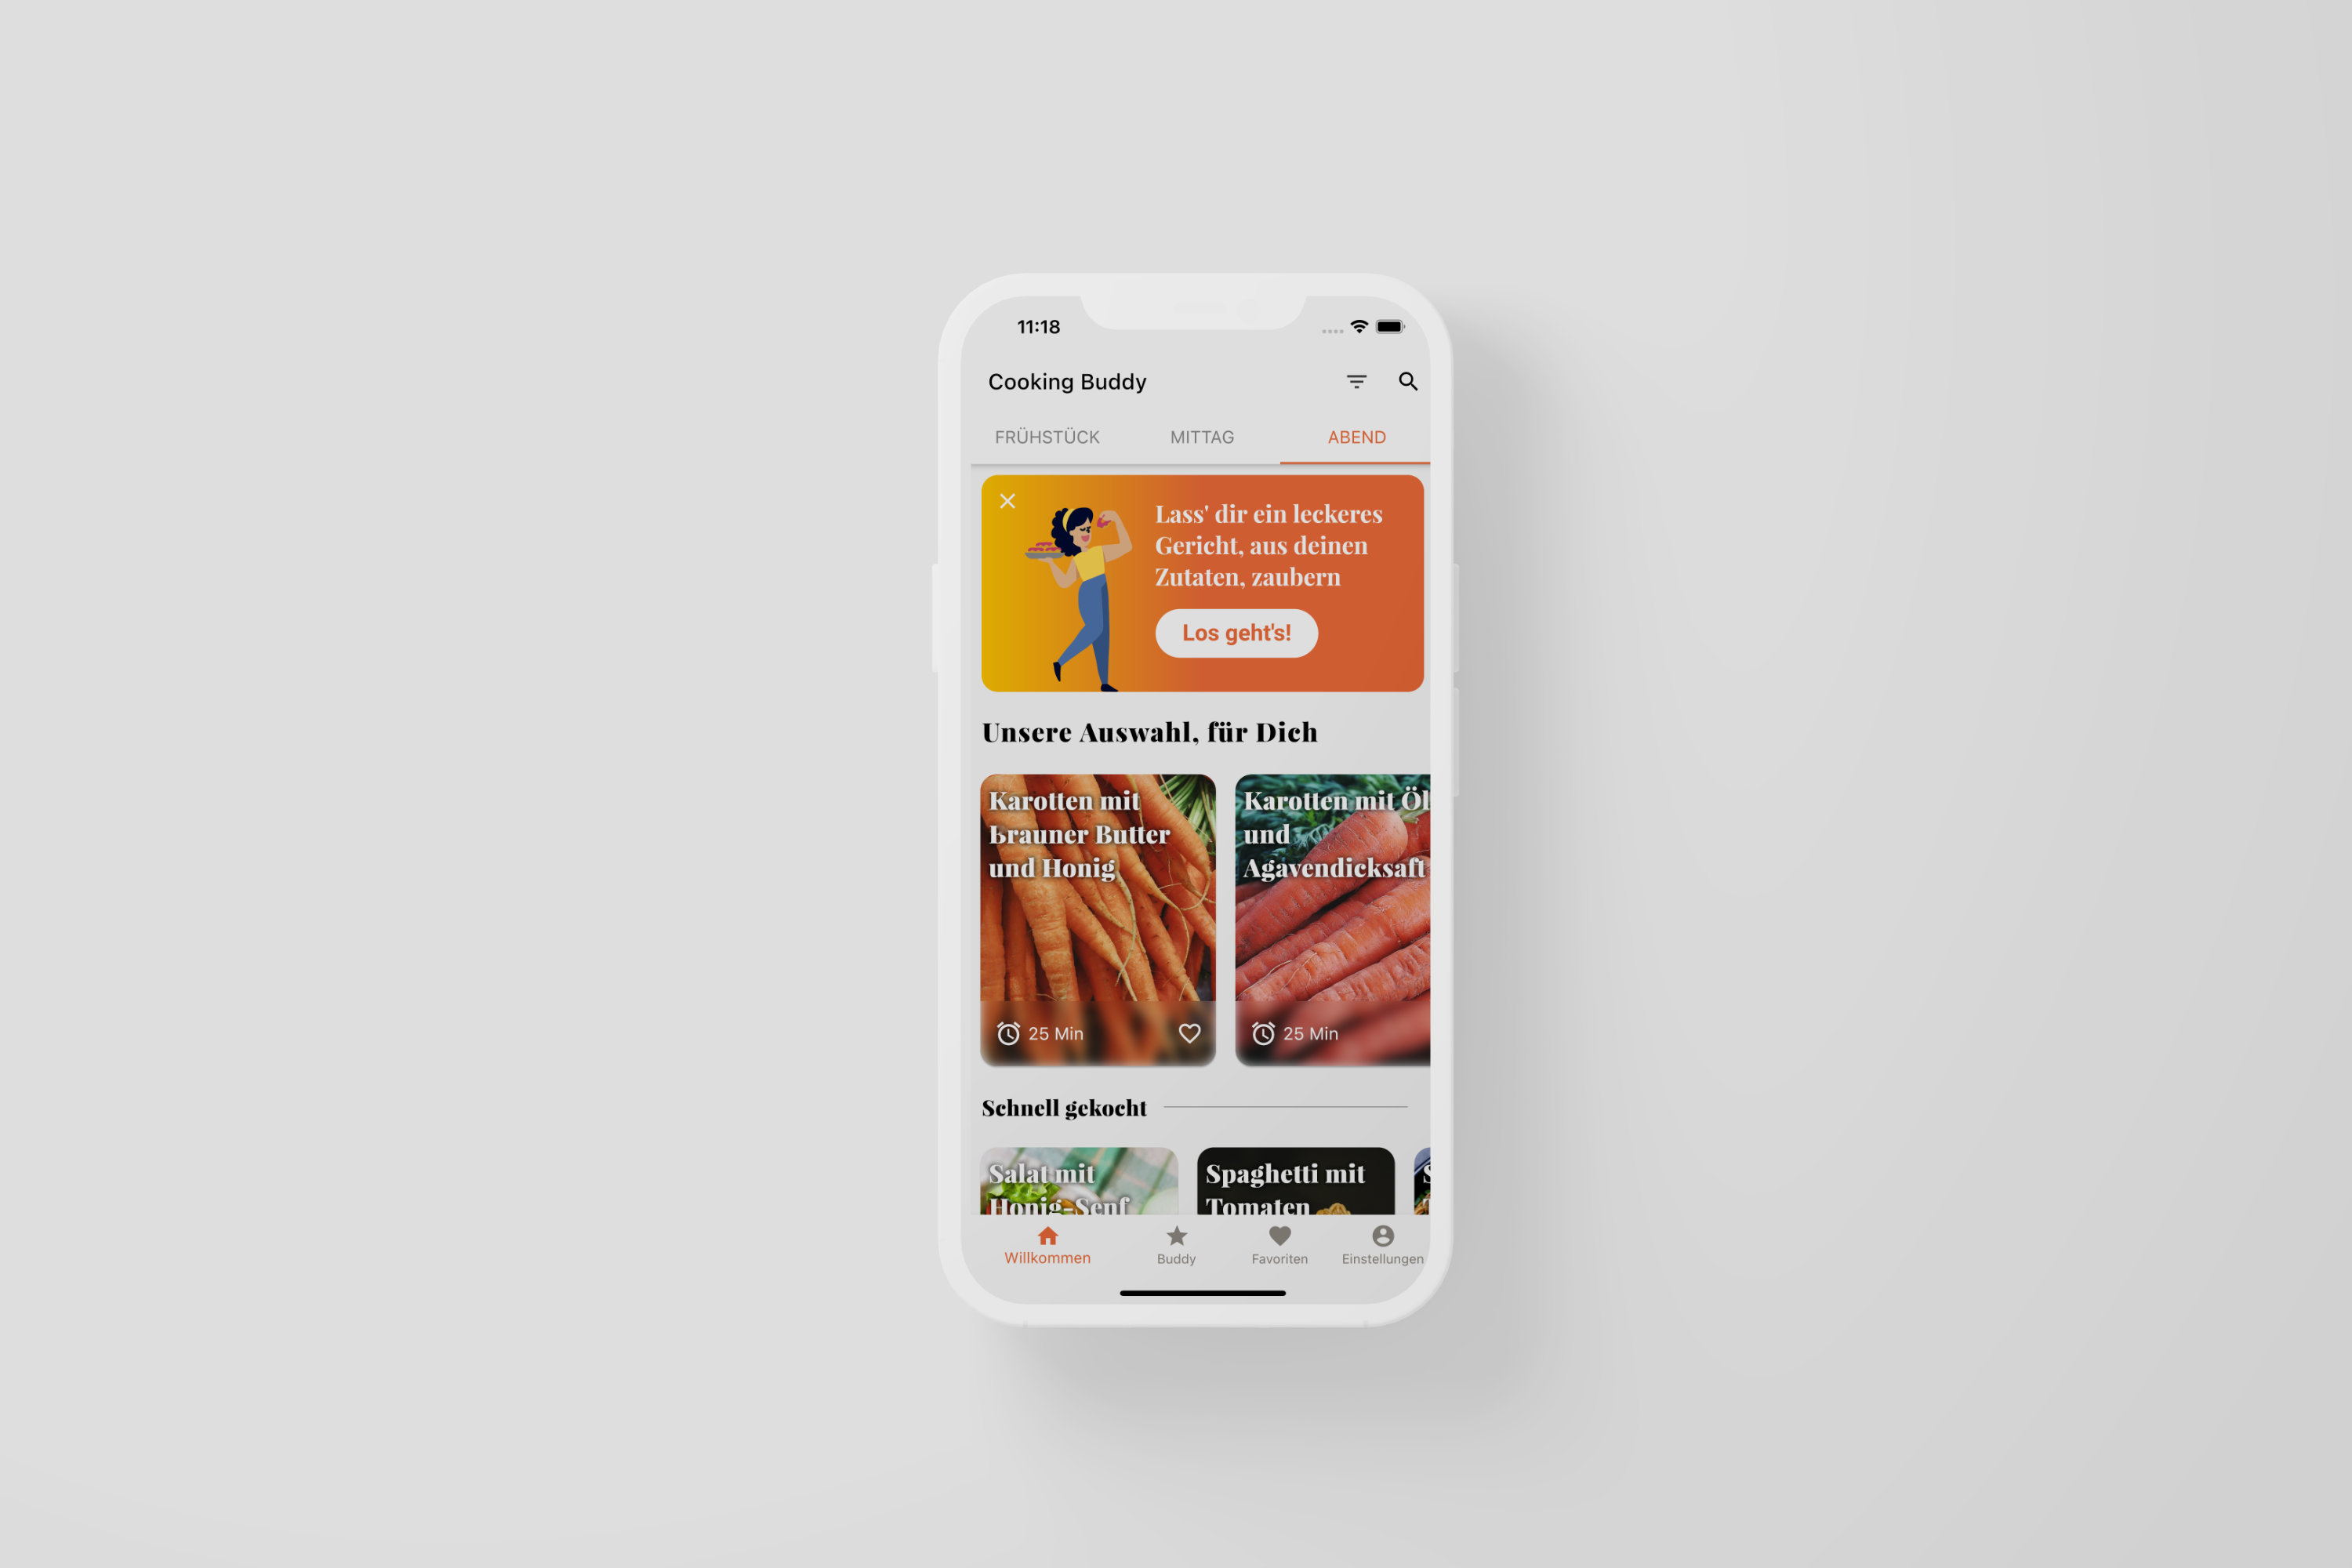 11:18
Cooking Buddy
FRÜHSTÜCK MITTAG ABEND
Lass' dir ein leckeres
Gericht, aus deinen
Zutaten, zaubern
Los geht's!
Unsere Auswahl, für Dich
Karotten mit
brauner Butter
und Honig
25 Min
Karotten mit Öl
und
Agavendicksaft
25 Min
Schnell gekocht
Salat mit
Honig-Senf
Spaghetti mit
Tomaten
Willkommen Buddy Favoriten Einstellungen